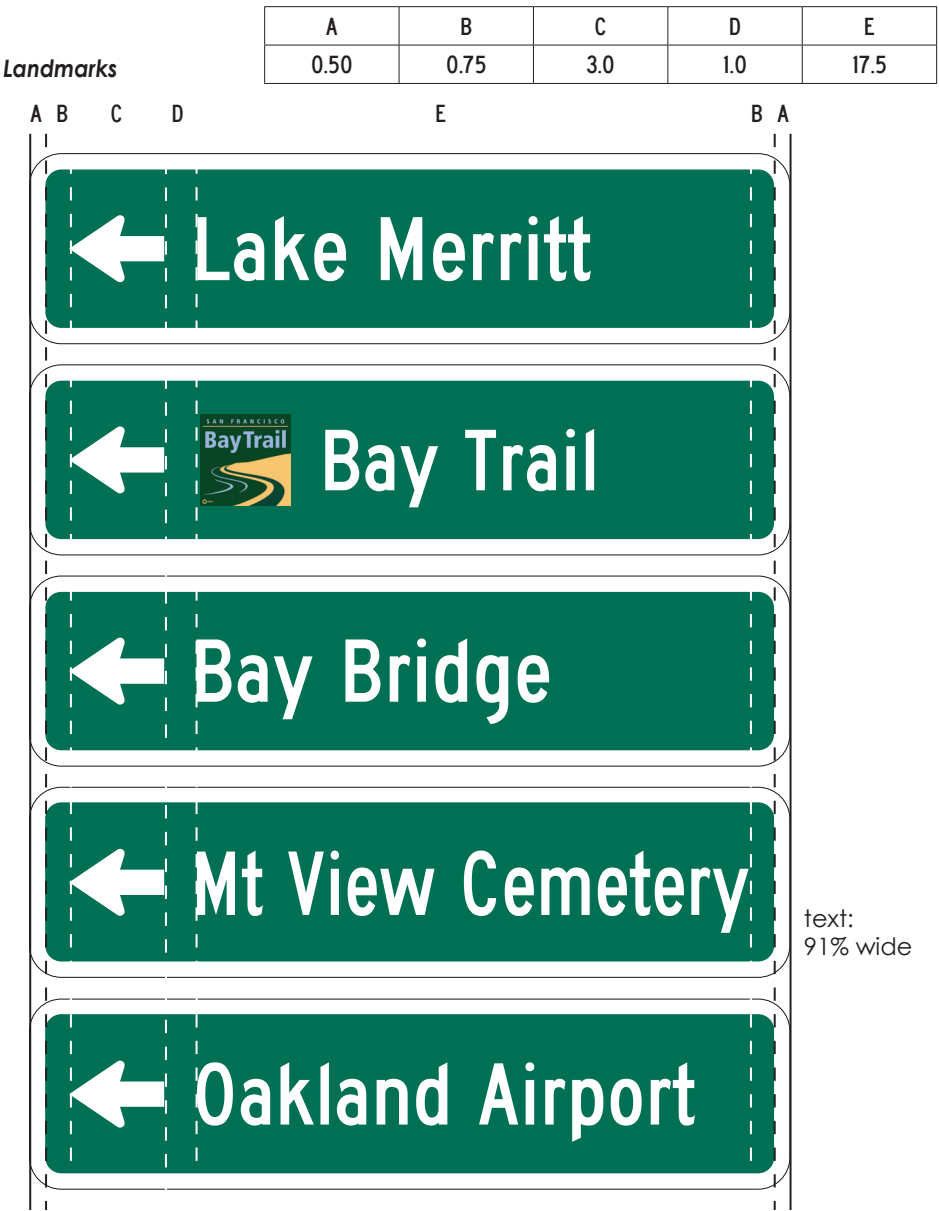 A B C D E
Landmarks 0.50 0.75 3.0 1.0 17.5
A B C D E B A
Lake Merritt
SAN FRANCISCO
BayTrail
Bay Trail
Bay Bridge
Mt View Cemetery
text:
91% wide
Oakland Airport